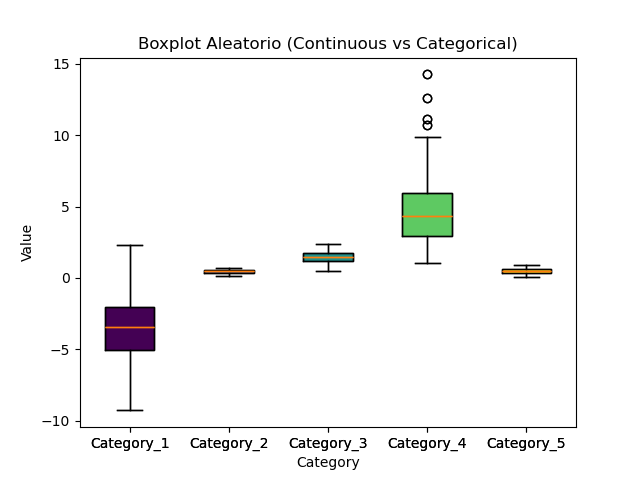 Boxplot Aleatorio (Continuous vs Categorical)
15
10
5
0
−5
−10
Value
Category_1 Category_2 Category_3 Category_4 Category_5
Category